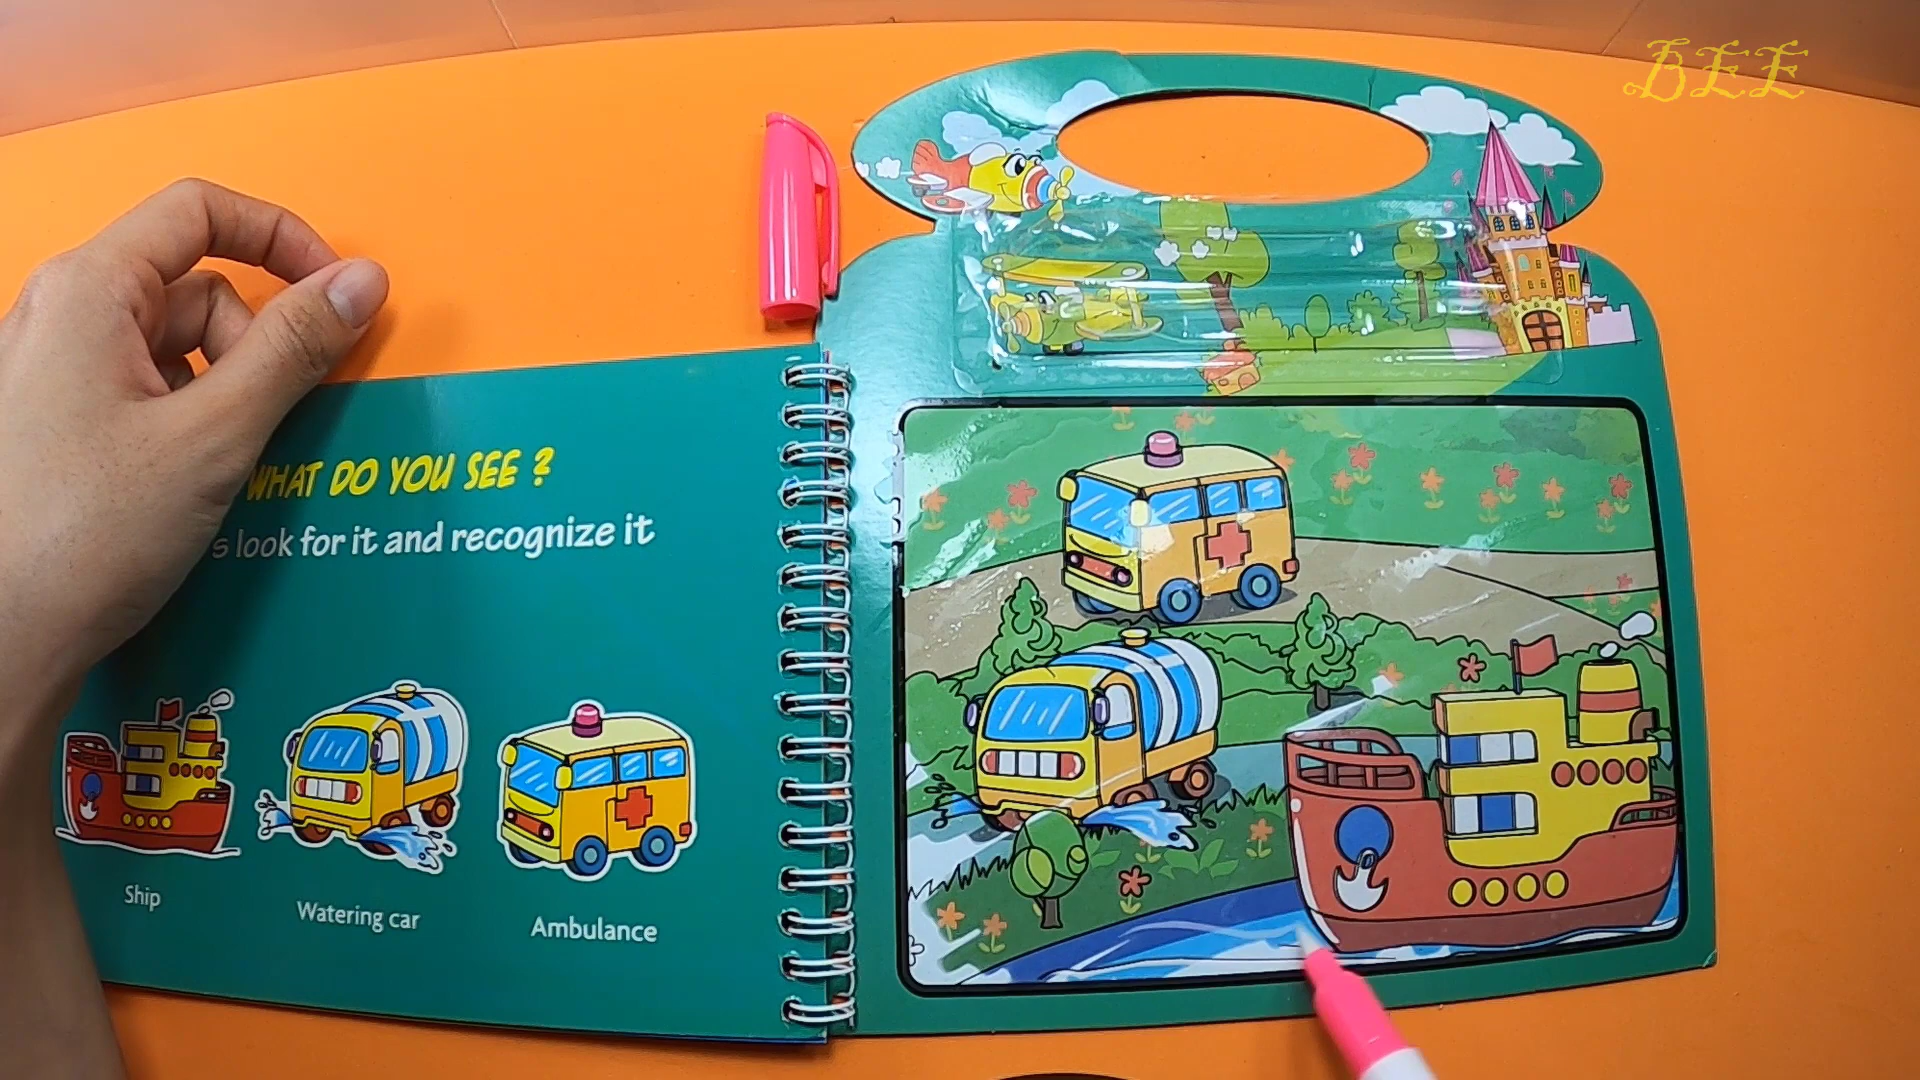 BEE
WHAT DO YOU SEE ?
s look for it and recognize it
Ship
Watering car
Ambulance